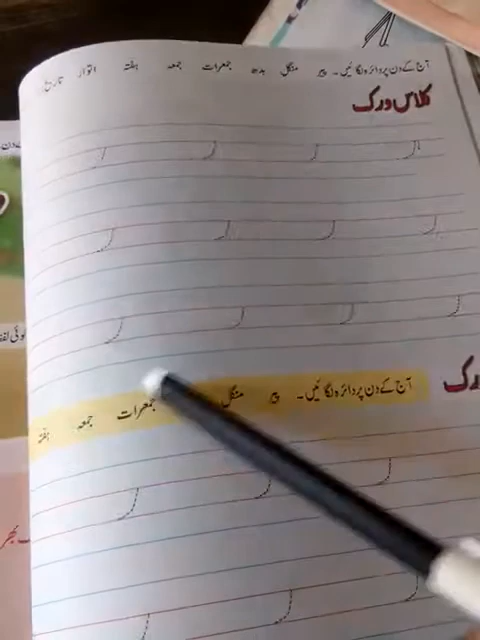 آج کے دن پر دائرہ لگائیں۔ پیر منگل بدھ جمعرات جمعہ ہفتہ اتوار تاریخ:
کلاس ورک
ر ر ر ر
ر ر ر ر
ر ر ر ر
آج کے دن پر دائرہ لگائیں۔ پیر منگل جمعرات جمعہ ہفتہ
ورک
ر ر ر
ر ر ر